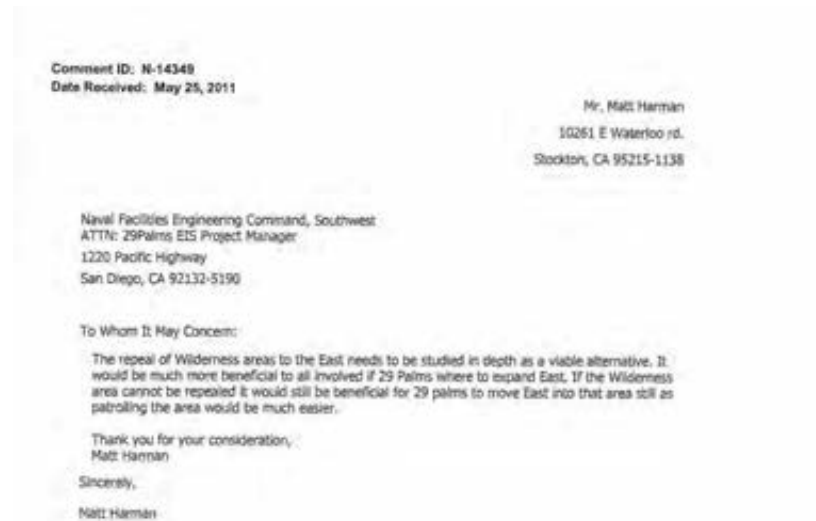 Comment ID: N-14349
Date Received: May 25, 2011
Mr. Matt Harman
10261 E Waterloo rd.
Stockton, CA 95215-1138
Naval Facilities Engineering Command, Southwest
ATTN: 29Palms EIS Project Manager
1220 Pacific Highway
San Diego, CA 92132-5190
To Whom It May Concern:
The repeal of Wilderness areas to the East needs to be studied in depth as a viable alternative. It
would be much more beneficial to all involved if 29 Palms where to expand East. If the Wilderness
area cannot be repealed it would still be beneficial for 29 palms to move East into that area still as
patrolling the area would be much easier.
Thank you for your consideration,
Matt Harman
Sincerely,
Matt Harman